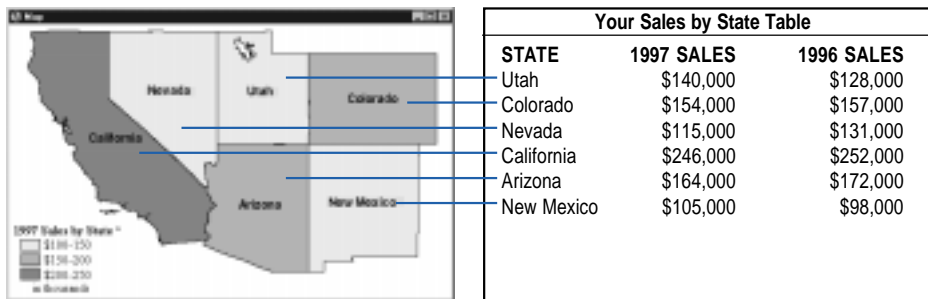 Map
Nevada
Utah
Colorado
California
Arizona
New Mexico
1997 Sales by State
$100-150
$150-200
$200-250
in thousands
Your Sales by State Table
STATE 1997 SALES 1996 SALES
Utah $140,000 $128,000
Colorado $154,000 $157,000
Nevada $115,000 $131,000
California $246,000 $252,000
Arizona $164,000 $172,000
New Mexico $105,000 $98,000